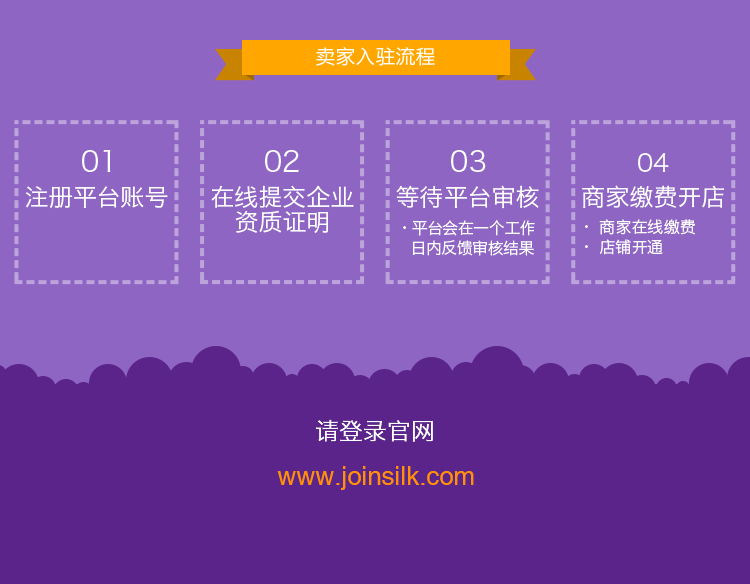 卖家入驻流程
01
注册平台账号
02
在线提交企业
资质证明
03
等待平台审核
·平台会在一个工作
日内反馈审核结果
04
商家缴费开店
· 商家在线缴费
· 店铺开通
请登录官网
www.joinsilk.com